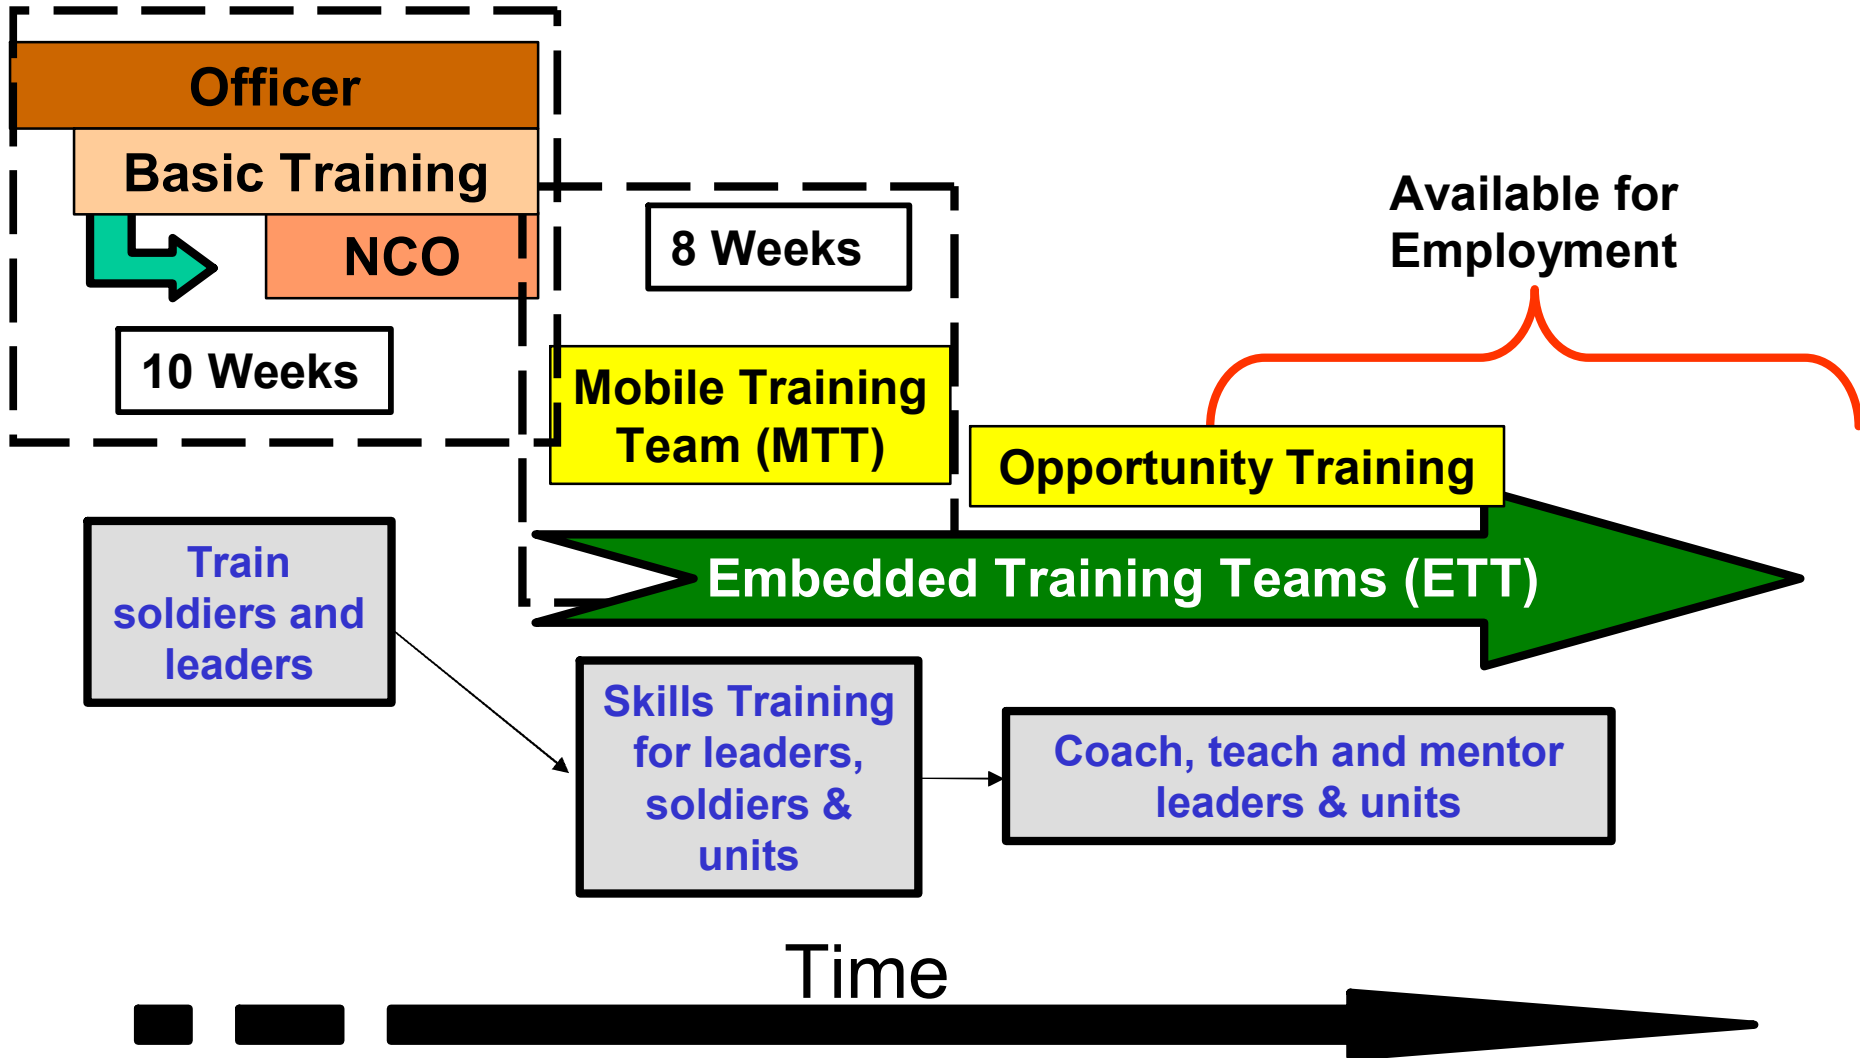 Officer
Basic Training
NCO
10 Weeks
8 Weeks
Mobile Training
Team (MTT)
Available for
Employment
Opportunity Training
Embedded Training Teams (ETT)
Train
soldiers and
leaders
Skills Training
for leaders,
soldiers &
units
Coach, teach and mentor
leaders & units
Time